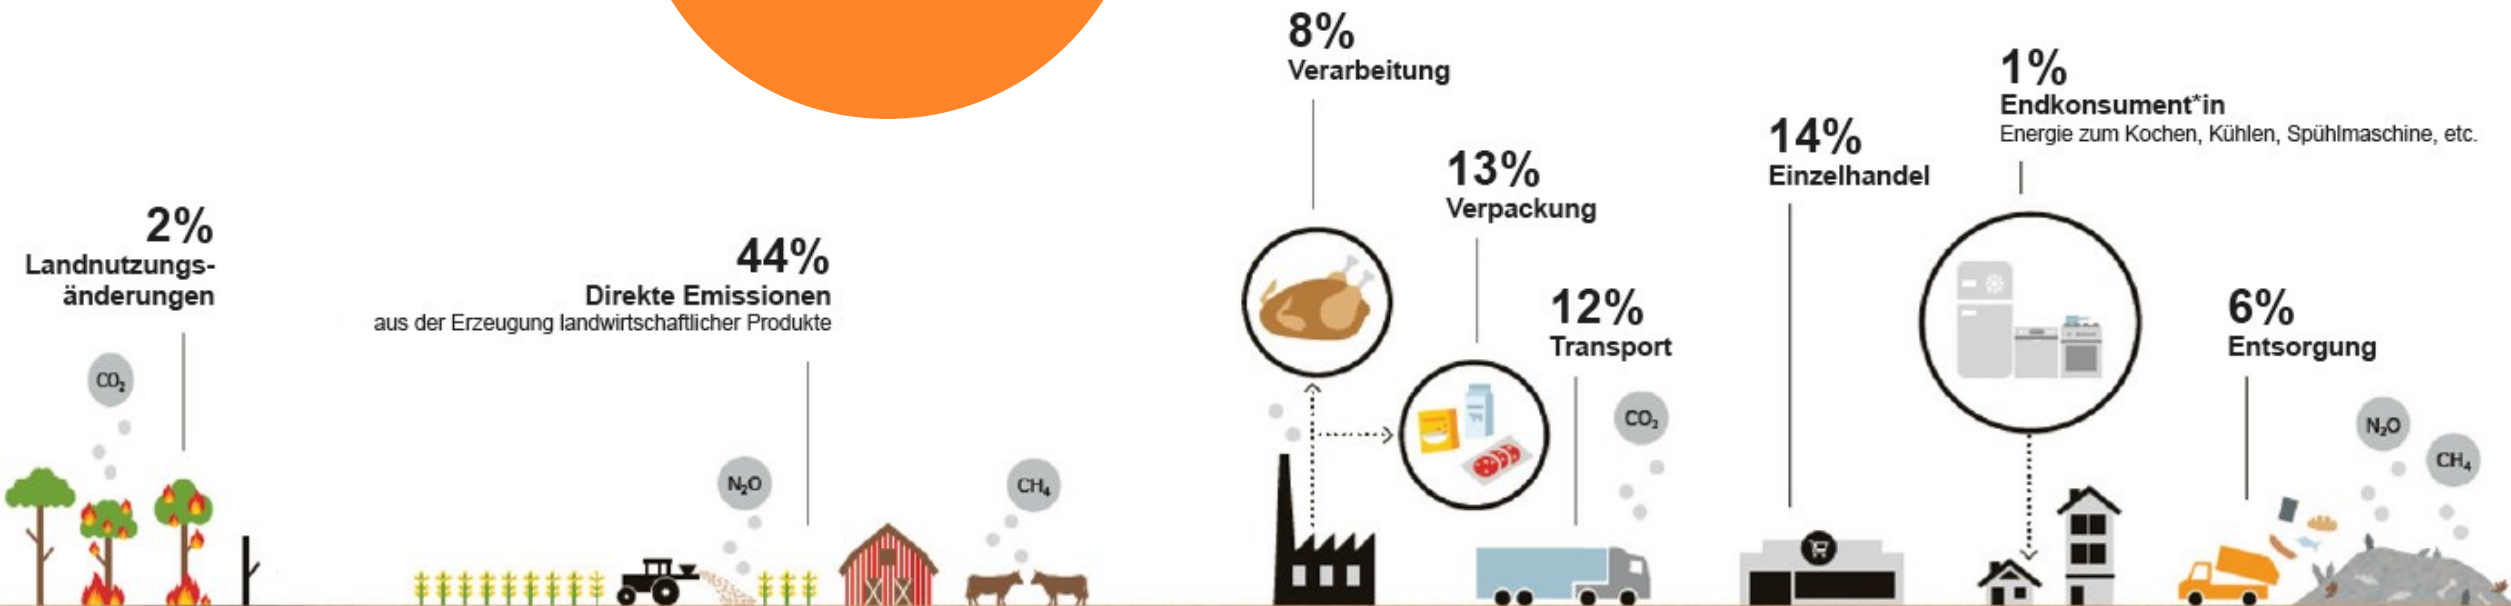 2%
Landnutzungs-
änderungen
CO₂
44%
Direkte Emissionen
aus der Erzeugung landwirtschaftlicher Produkte
N₂O
CH₄
8%
Verarbeitung
13%
Verpackung
12%
Transport
CO₂
14%
Einzelhandel
1%
Endkonsument*in
Energie zum Kochen, Kühlen, Spühlmaschine, etc.
6%
Entsorgung
N₂O
CH₄